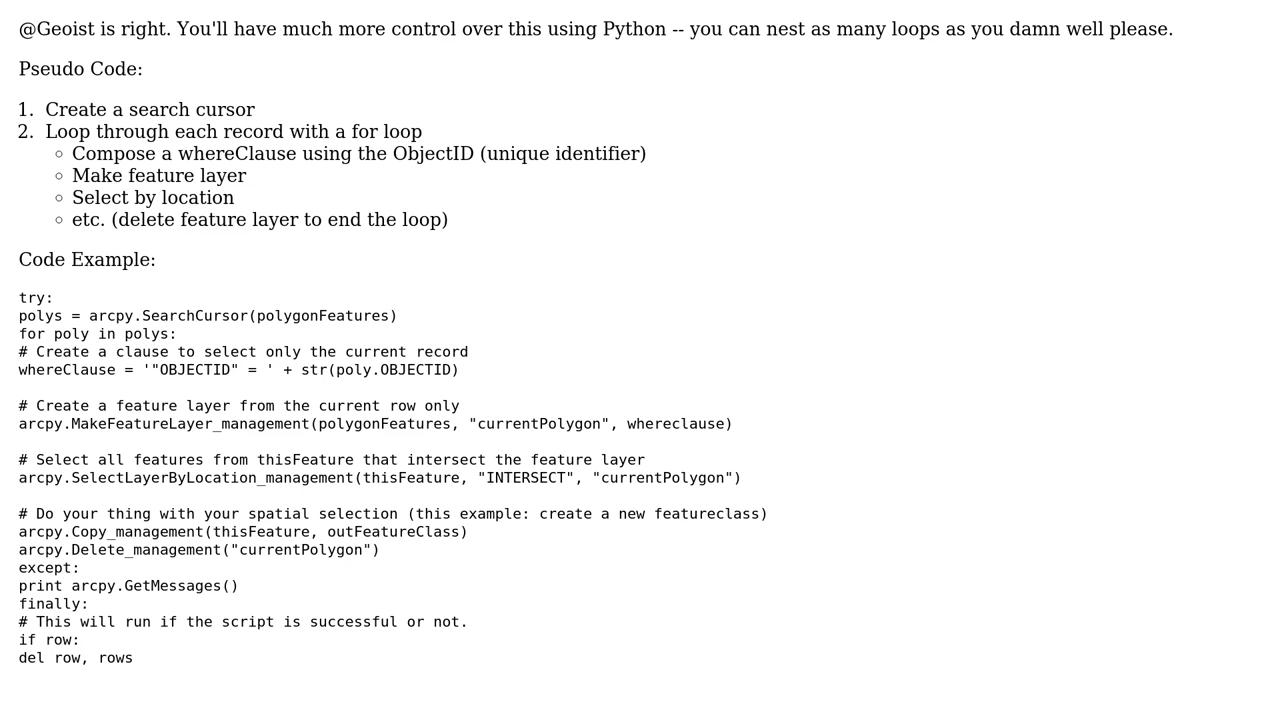 @Geoist is right. You'll have much more control over this using Python -- you can nest as many loops as you damn well please.
Pseudo Code:
1. Create a search cursor
2. Loop through each record with a for loop
◦ Compose a whereClause using the ObjectID (unique identifier)
◦ Make feature layer
◦ Select by location
◦ etc. (delete feature layer to end the loop)
Code Example:
try:
polys = arcpy.SearchCursor(polygonFeatures)
for poly in polys:
# Create a clause to select only the current record
whereClause = '"OBJECTID" = ' + str(poly.OBJECTID)
# Create a feature layer from the current row only
arcpy.MakeFeatureLayer_management(polygonFeatures, "currentPolygon", whereclause)
# Select all features from thisFeature that intersect the feature layer
arcpy.SelectLayerByLocation_management(thisFeature, "INTERSECT", "currentPolygon")
# Do your thing with your spatial selection (this example: create a new featureclass)
arcpy.Copy_management(thisFeature, outFeatureClass)
arcpy.Delete_management("currentPolygon")
except:
print arcpy.GetMessages()
finally:
# This will run if the script is successful or not.
if row:
del row, rows